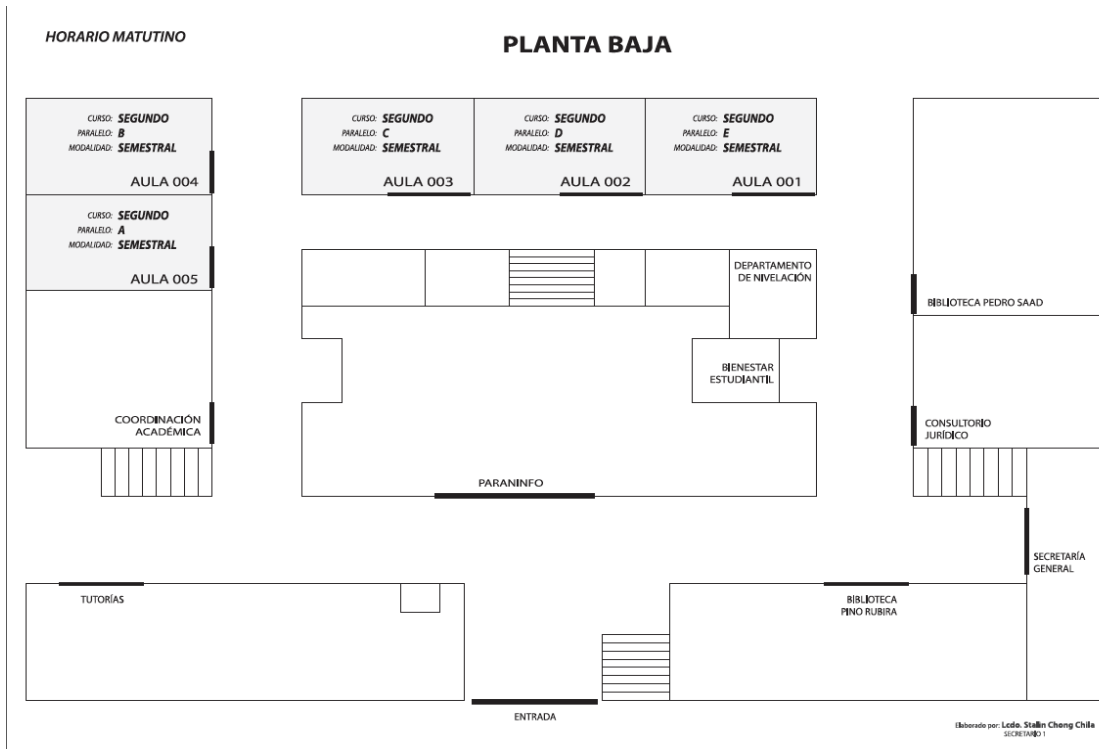 HORARIO MATUTINO
PLANTA BAJA
CURSO: SEGUNDO
PARALELO: B
MODALIDAD: SEMESTRAL
AULA 004
CURSO: SEGUNDO
PARALELO: C
MODALIDAD: SEMESTRAL
AULA 003
CURSO: SEGUNDO
PARALELO: D
MODALIDAD: SEMESTRAL
AULA 002
CURSO: SEGUNDO
PARALELO: E
MODALIDAD: SEMESTRAL
AULA 001
CURSO: SEGUNDO
PARALELO: A
MODALIDAD: SEMESTRAL
AULA 005
DEPARTAMENTO
DE NIVELACIÓN
BIBLIOTECA PEDRO SAAD
BIENESTAR
ESTUDIANTIL
COORDINACIÓN
ACADÉMICA
CONSULTORIO
JURÍDICO
PARANINFO
SECRETARÍA
GENERAL
TUTORÍAS
BIBLIOTECA
PINO RUBIRA
ENTRADA
Elaborado por: Lcdo. Stalin Chong Chila
SECRETARIO 1